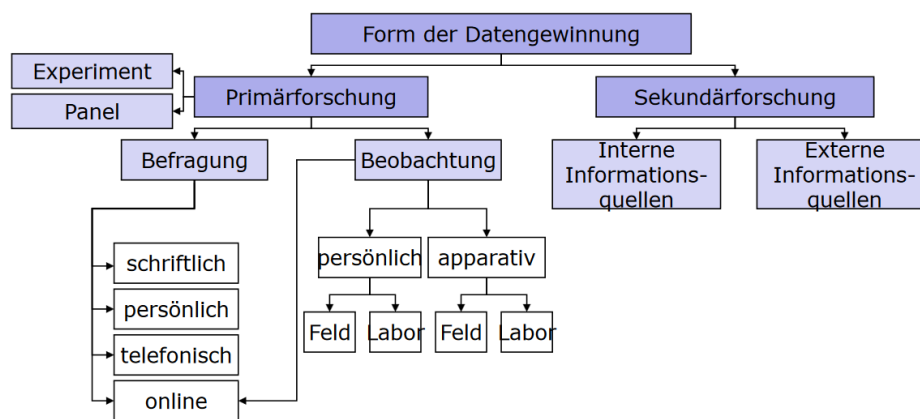 Form der Datengewinnung
Experiment
Panel
Primärforschung
Sekundärforschung
Befragung
Beobachtung
Interne
Informations-
quellen
Externe
Informations-
quellen
schriftlich
persönlich
telefonisch
online
persönlich
apparativ
Feld
Labor
Feld
Labor